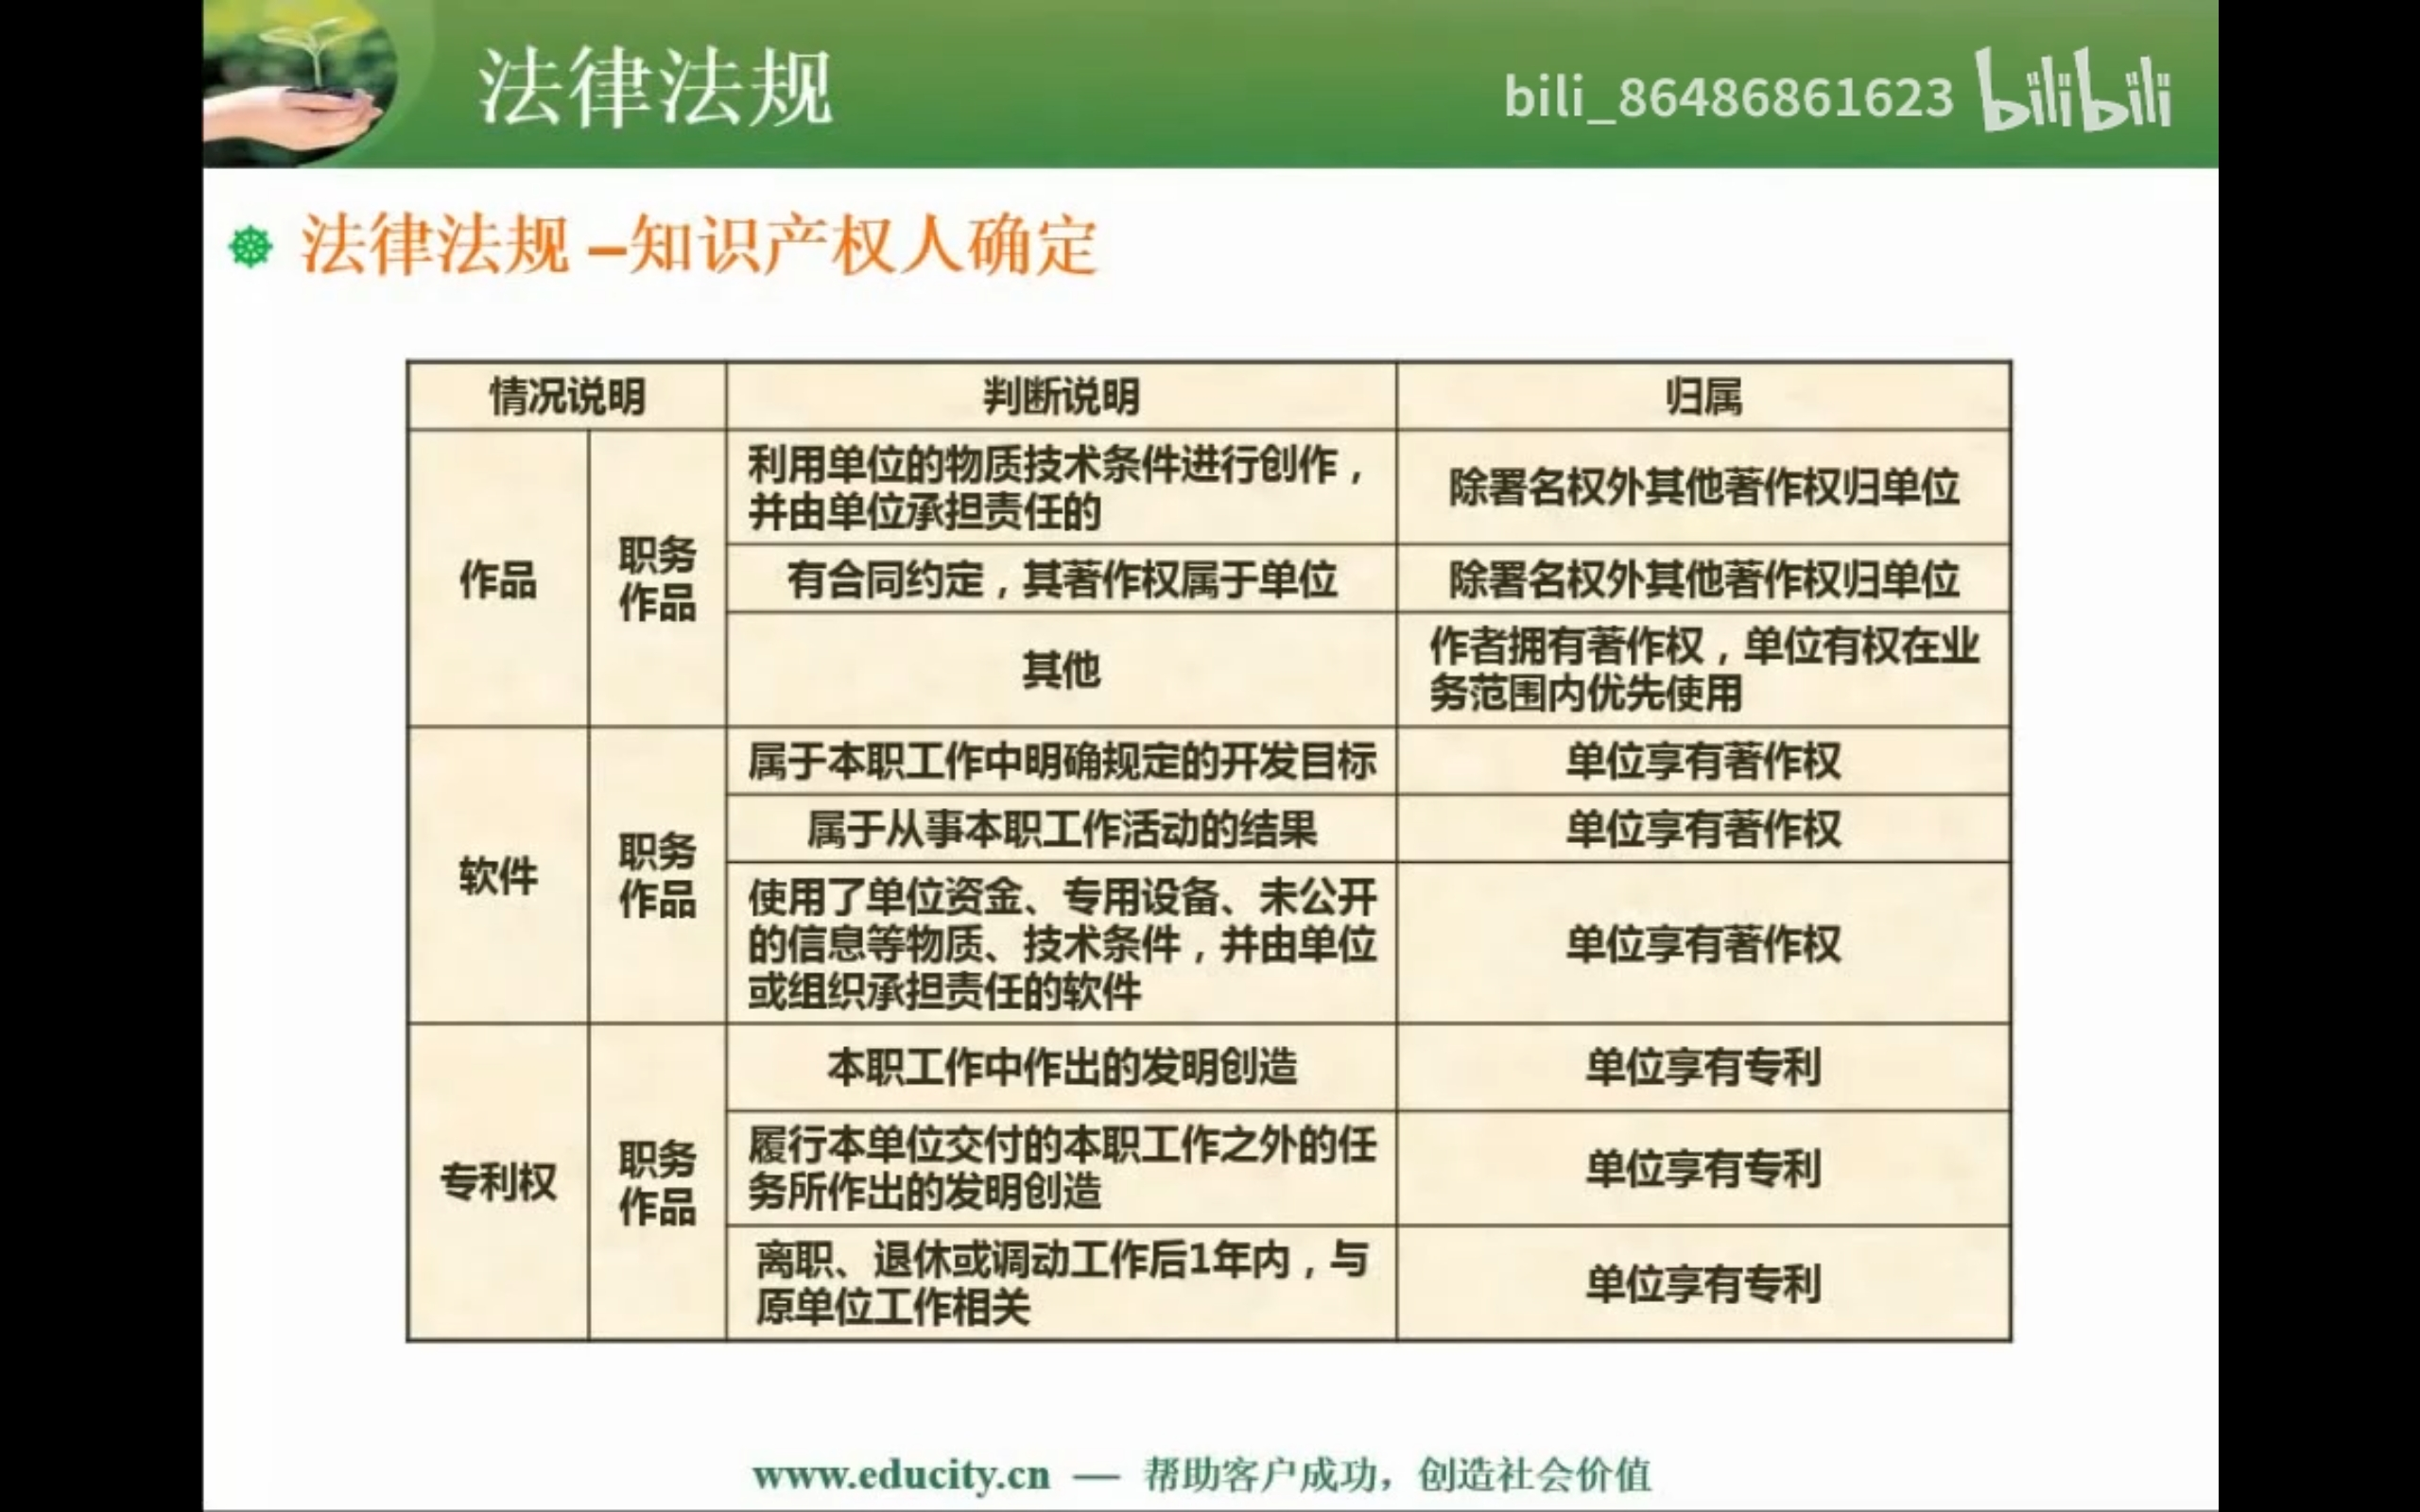 法律法规
bili_86486861623 bilibili
法律法规 –知识产权人确定
情况说明
判断说明
归属
作品
职务
作品
利用单位的物质技术条件进行创作，
并由单位承担责任的
除署名权外其他著作权归单位
有合同约定，其著作权属于单位
除署名权外其他著作权归单位
其他
作者拥有著作权，单位有权在业
务范围内优先使用
软件
职务
作品
属于本职工作中明确规定的开发目标
单位享有著作权
属于从事本职工作活动的结果
单位享有著作权
使用了单位资金、专用设备、未公开
的信息等物质、技术条件，并由单位
或组织承担责任的软件
单位享有著作权
专利权
职务
作品
本职工作中作出的发明创造
单位享有专利
履行本单位交付的本职工作之外的任
务所作出的发明创造
单位享有专利
离职、退休或调动工作后1年内，与
原单位工作相关
单位享有专利
www.educity.cn — 帮助客户成功，创造社会价值